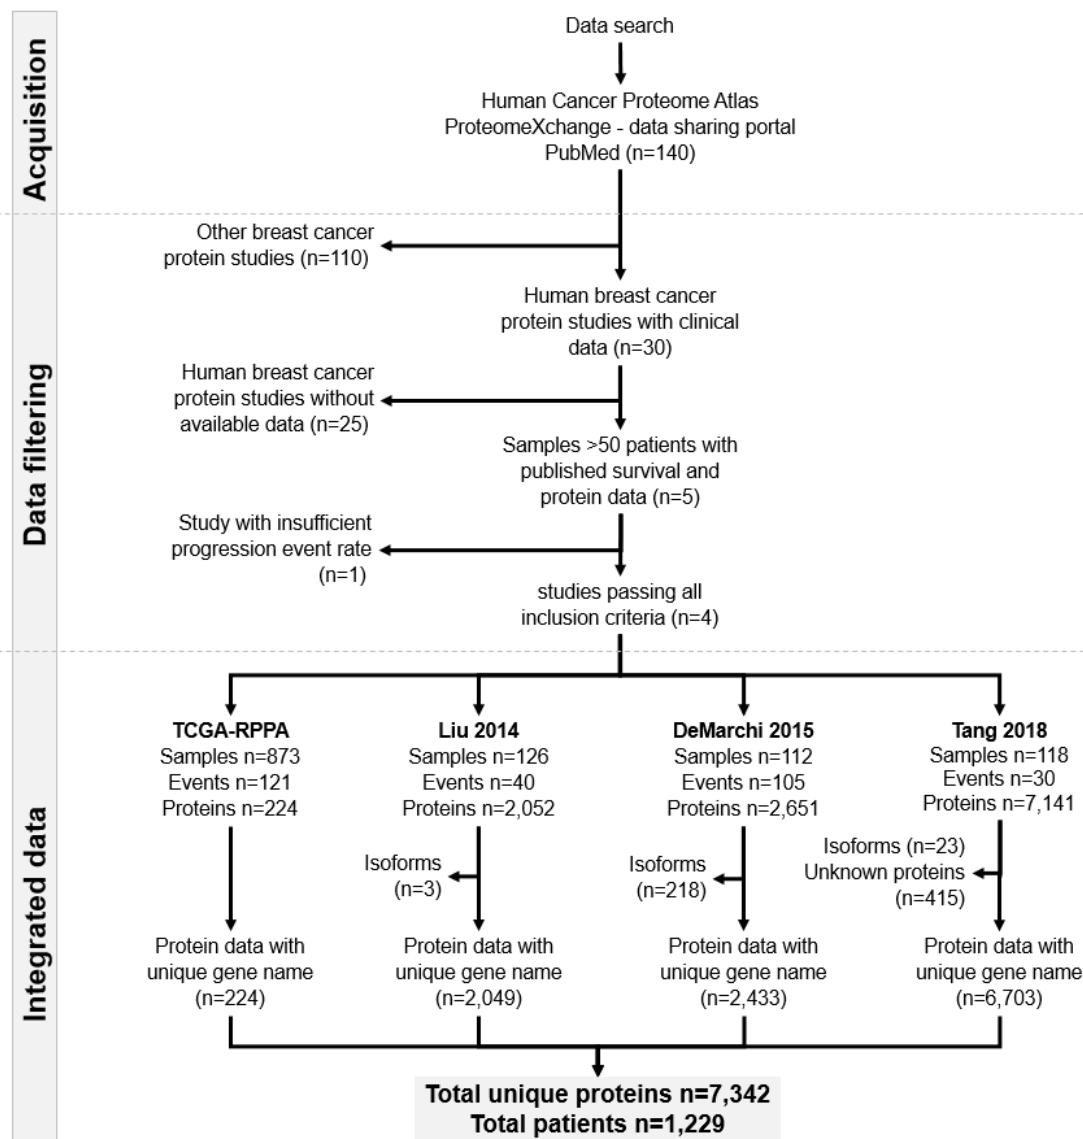 Acquisition
Data search
Human Cancer Proteome Atlas
ProteomeXchange - data sharing portal
PubMed (n=140)
Data filtering
Other breast cancer
protein studies (n=110)
Human breast cancer
protein studies with clinical
data (n=30)
Human breast cancer
protein studies without
available data (n=25)
Samples >50 patients with
published survival and
protein data (n=5)
Study with insufficient
progression event rate
(n=1)
studies passing all
inclusion criteria (n=4)
Integrated data
TCGA-RPPA
Samples n=873
Events n=121
Proteins n=224
Liu 2014
Samples n=126
Events n=40
Proteins n=2,052
DeMarchi 2015
Samples n=112
Events n=105
Proteins n=2,651
Tang 2018
Samples n=118
Events n=30
Proteins n=7,141
Isoforms
(n=3)
Isoforms
(n=218)
Isoforms (n=23)
Unknown proteins
(n=415)
Protein data with
unique gene name
(n=224)
Protein data with
unique gene name
(n=2,049)
Protein data with
unique gene name
(n=2,433)
Protein data with
unique gene name
(n=6,703)
Total unique proteins n=7,342
Total patients n=1,229